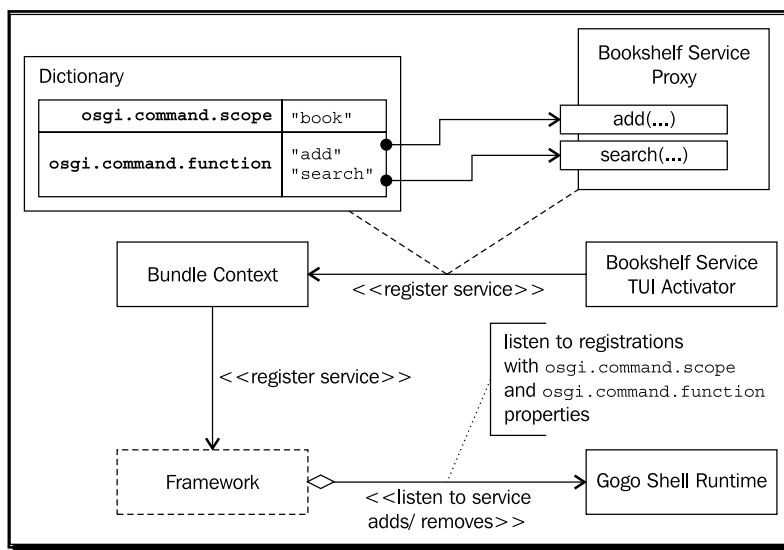 Dictionary
osgi.command.scope "book"
osgi.command.function "add"
"search"
Bookshelf Service
Proxy
add(...)
search(...)
Bundle Context
<<register service>>
Bookshelf Service
TUI Activator
<<register service>>
listen to registrations
with osgi.command.scope
and osgi.command.function
properties
Framework
<<listen to service
adds/ removes>>
Gogo Shell Runtime